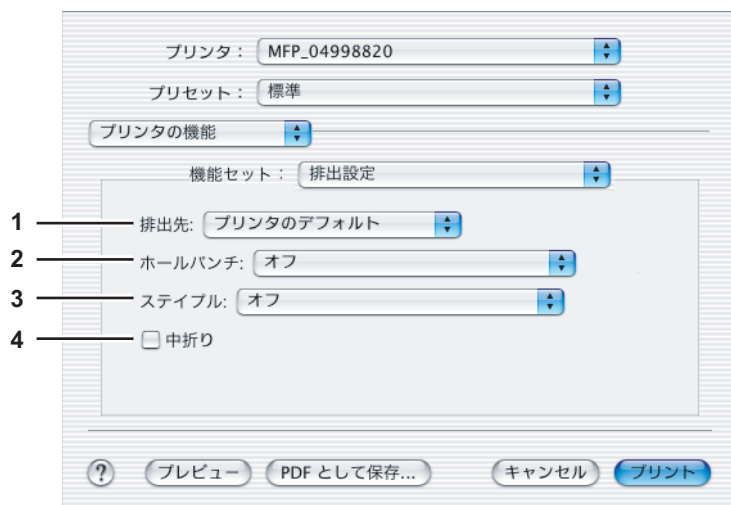 プリンタ： MFP_04998820
プリセット： 標準
プリンタの機能
機能セット： 排出設定
1 排出先: プリンタのデフォルト
2 ホールパンチ: オフ
3 ステイプル: オフ
4 中折り
? プレビュー PDF として保存... キャンセル プリント